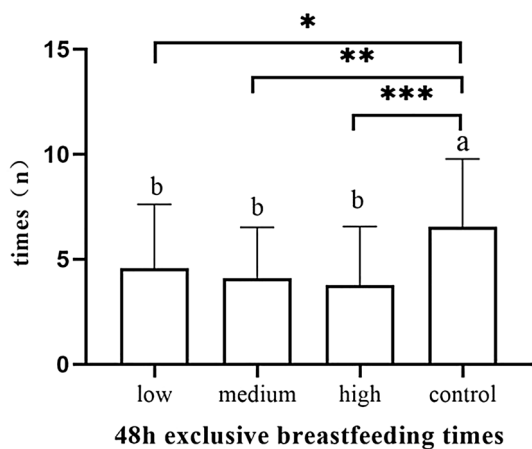 *
**
***
15
10
5
0
times（n）
b
b
b
a
low medium high control
48h exclusive breastfeeding times